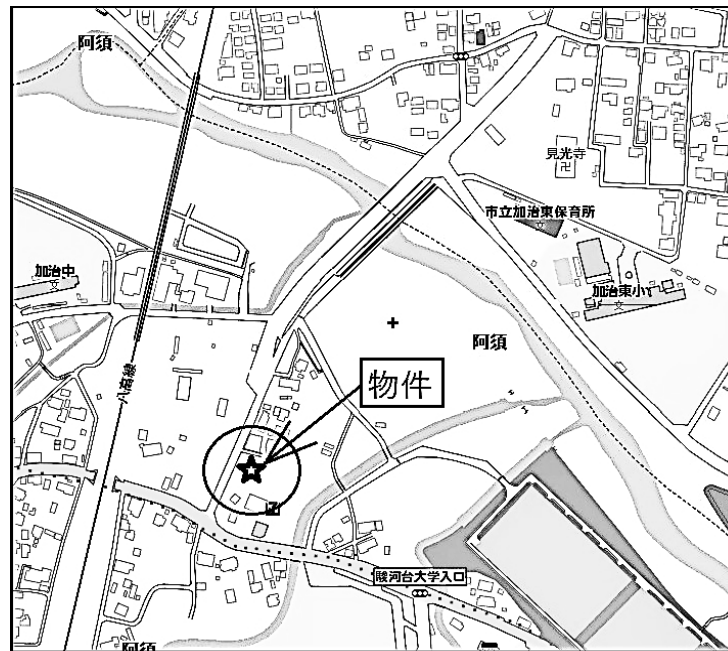 阿須
見光寺
市立加治東保育所
加治中
加治東小
阿須
八高線
物件
駿河台大学入口
阿須